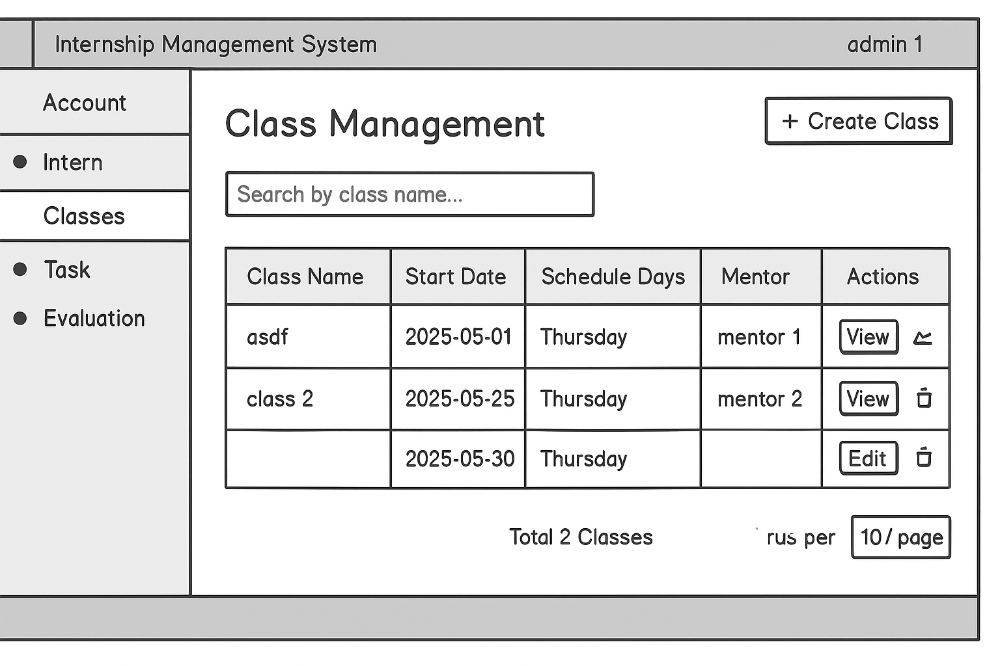 Internship Management System admin 1
Account
Intern
Classes
Task
Evaluation
Class Management
+ Create Class
Search by class name...
Class Name Start Date Schedule Days Mentor Actions
asdf 2025-05-01 Thursday mentor 1 View
class 2 2025-05-25 Thursday mentor 2 View
2025-05-30 Thursday Edit
Total 2 Classes per 10 / page